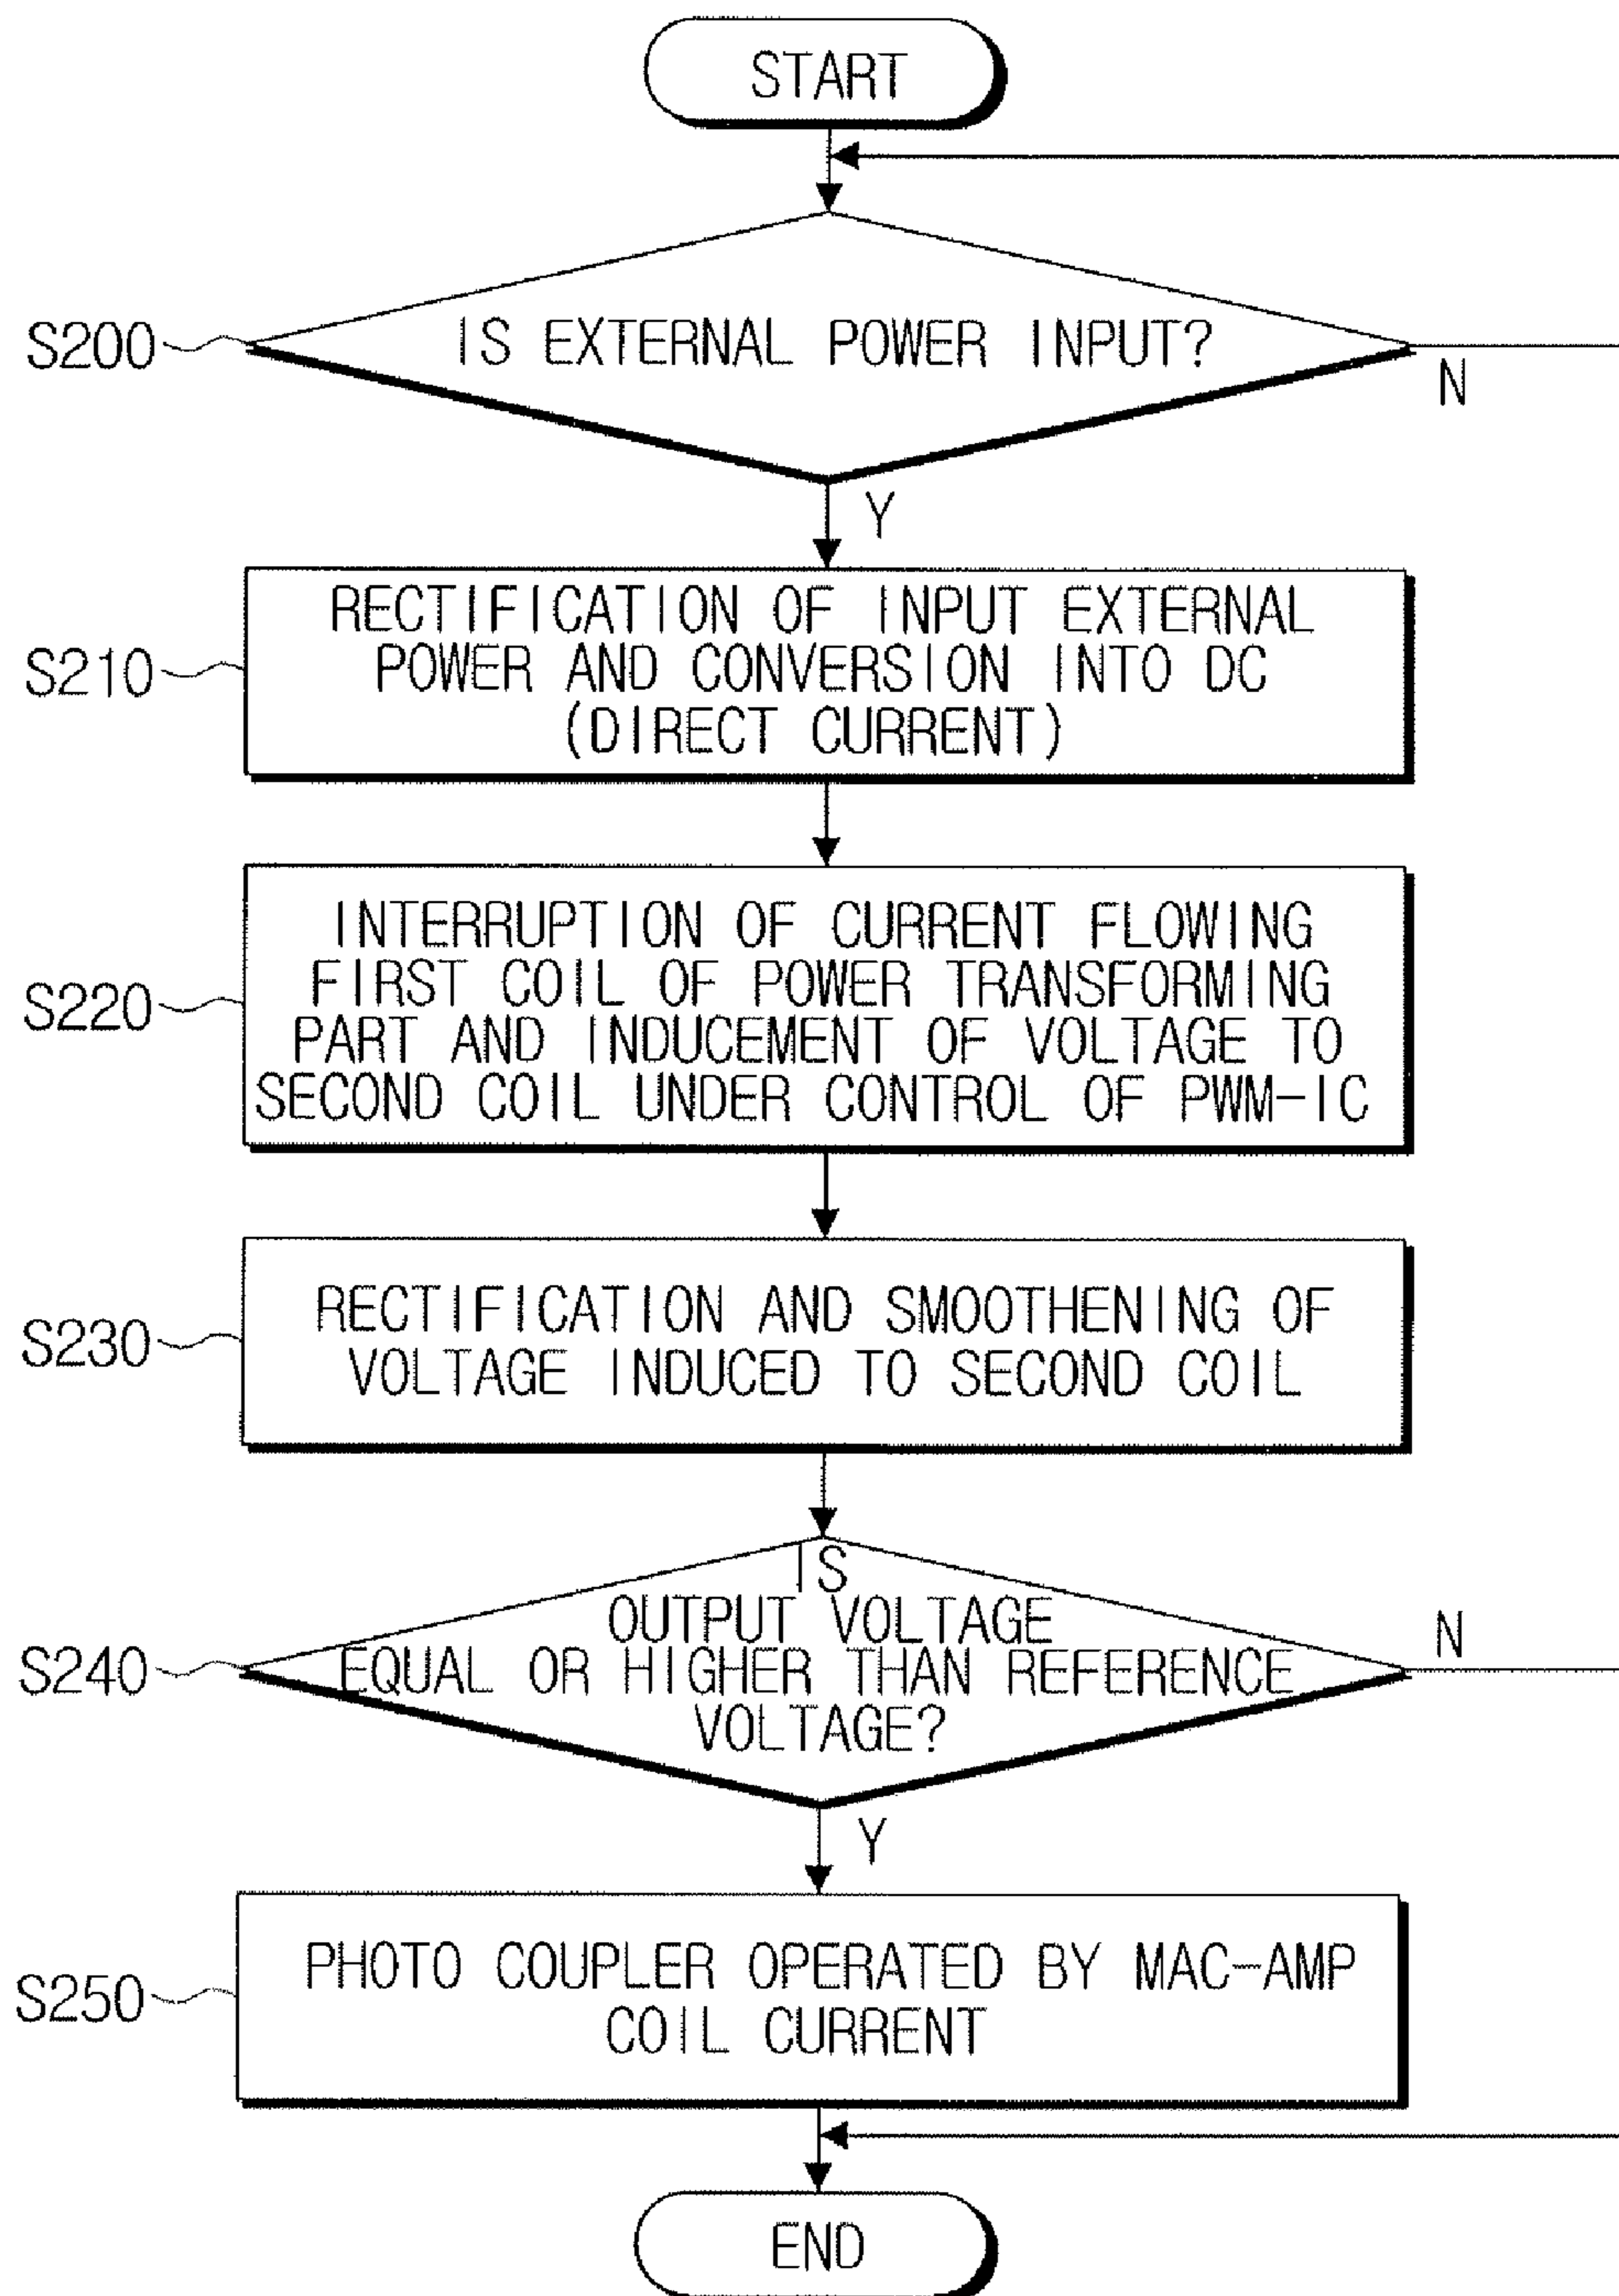 START
S200
IS EXTERNAL POWER INPUT?
N
Y
S210
RECTIFICATION OF INPUT EXTERNAL
POWER AND CONVERSION INTO DC
(DIRECT CURRENT)
S220
INTERRUPTION OF CURRENT FLOWING
FIRST COIL OF POWER TRANSFORMING
PART AND INDUCEMENT OF VOLTAGE TO
SECOND COIL UNDER CONTROL OF PWM-IC
S230
RECTIFICATION AND SMOOTHENING OF
VOLTAGE INDUCED TO SECOND COIL
S240
IS
OUTPUT VOLTAGE
EQUAL OR HIGHER THAN REFERENCE
VOLTAGE?
N
Y
S250
PHOTO COUPLER OPERATED BY MAC-AMP
COIL CURRENT
END